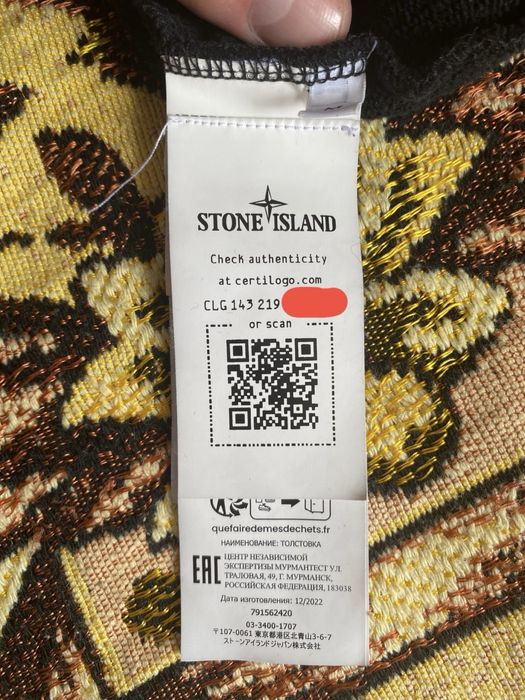 STONE ISLAND
Check authenticity
at certilogo.com
CLG 143 219
or scan
quefairedemesdechets.fr
НАИМЕНОВАНИЕ: ТОЛСТОВКА
EAC
ЦЕНТР НЕЗАВИСИМОЙ
ЭКСПЕРТИЗЫ МУРМАНТЕСТ УЛ.
ТРАЛОВАЯ, 49, Г. МУРМАНСК,
РОССИЙСКАЯ ФЕДЕРАЦИЯ, 183038
Дата изготовления: 12/2022
791562420
03-3400-1707
〒107-0061 東京都港区北青山3-6-7
ストーンアイランドジャパン株式会社